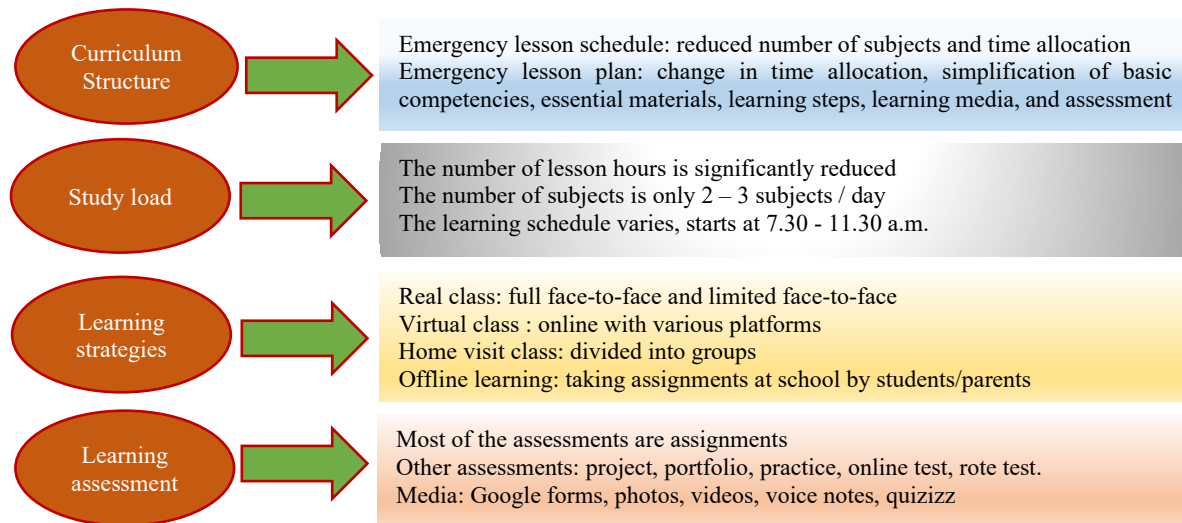 Curriculum
Structure
Emergency lesson schedule: reduced number of subjects and time allocation
Emergency lesson plan: change in time allocation, simplification of basic
competencies, essential materials, learning steps, learning media, and assessment
Study load
The number of lesson hours is significantly reduced
The number of subjects is only 2 – 3 subjects / day
The learning schedule varies, starts at 7.30 - 11.30 a.m.
Learning
strategies
Real class: full face-to-face and limited face-to-face
Virtual class : online with various platforms
Home visit class: divided into groups
Offline learning: taking assignments at school by students/parents
Learning
assessment
Most of the assessments are assignments
Other assessments: project, portfolio, practice, online test, rote test.
Media: Google forms, photos, videos, voice notes, quizizz